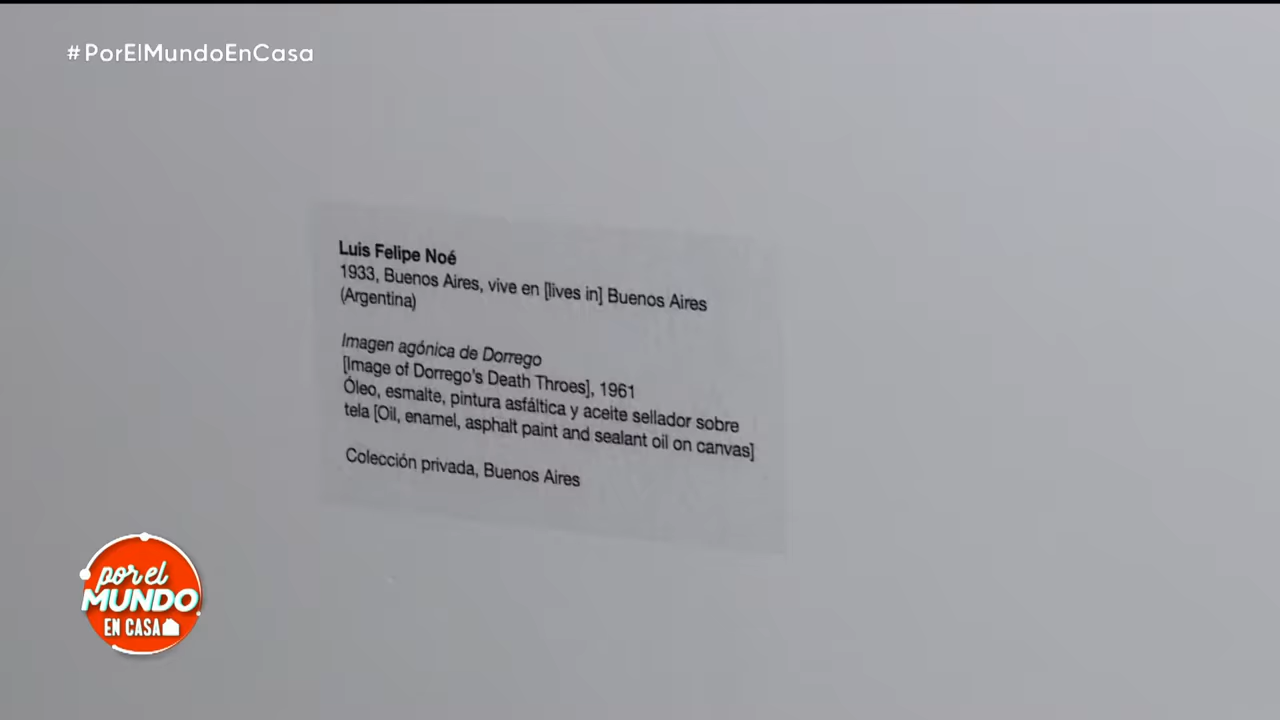 #PorElMundoEnCasa
Luis Felipe Noé
1933, Buenos Aires, vive en [lives in] Buenos Aires
(Argentina)
Imagen agónica de Dorrego
[Image of Dorrego's Death Throes], 1961
Óleo, esmalte, pintura asfáltica y aceite sellador sobre
tela [Oil, enamel, asphalt paint and sealant oil on canvas]
Colección privada, Buenos Aires
por el
MUNDO
EN CASA